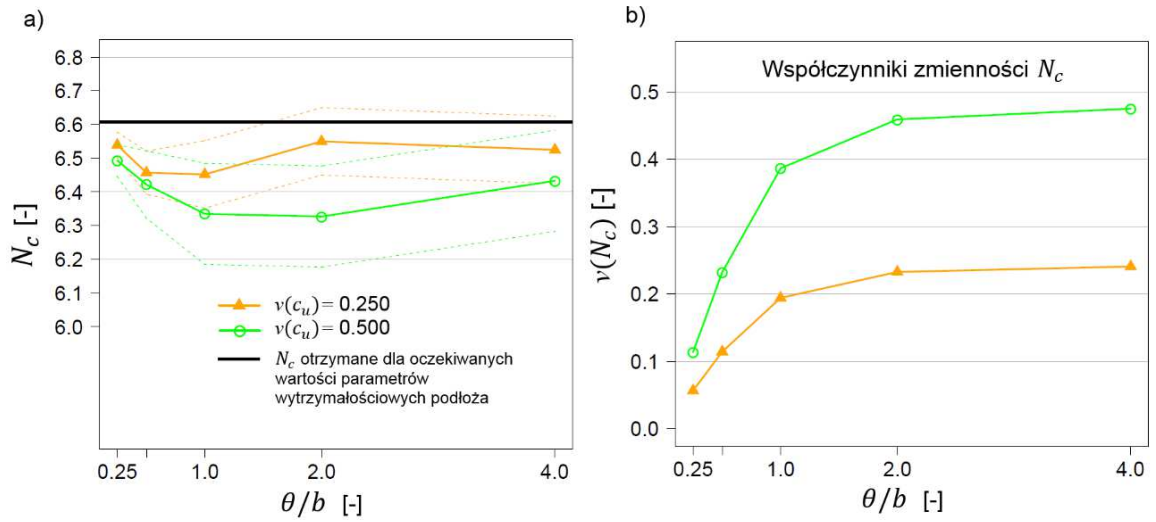 a)
6.8
6.7
6.6
6.5
6.4
6.3
6.2
6.1
6.0
N_c [-]
v(c_u) = 0.250
v(c_u) = 0.500
N_c otrzymane dla oczekiwanych
wartości parametrów
wytrzymałościowych podłoża
0.25 1.0 2.0 4.0
θ/b [-]
b)
Współczynniki zmienności N_c
0.5
0.4
0.3
0.2
0.1
0.0
v(N_c)
0.25 1.0 2.0 4.0
θ/b [-]